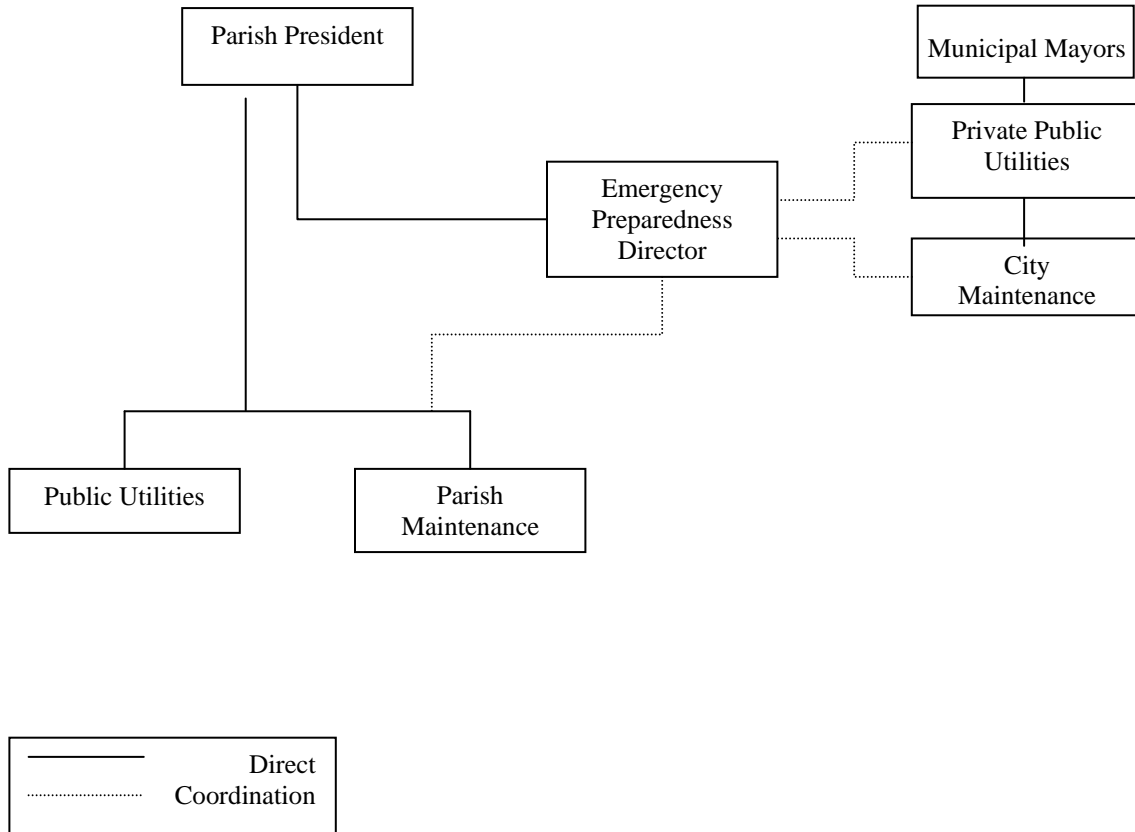 Parish President
Municipal Mayors
Private Public
Utilities
Emergency
Preparedness
Director
City
Maintenance
Public Utilities
Parish
Maintenance
Direct
Coordination